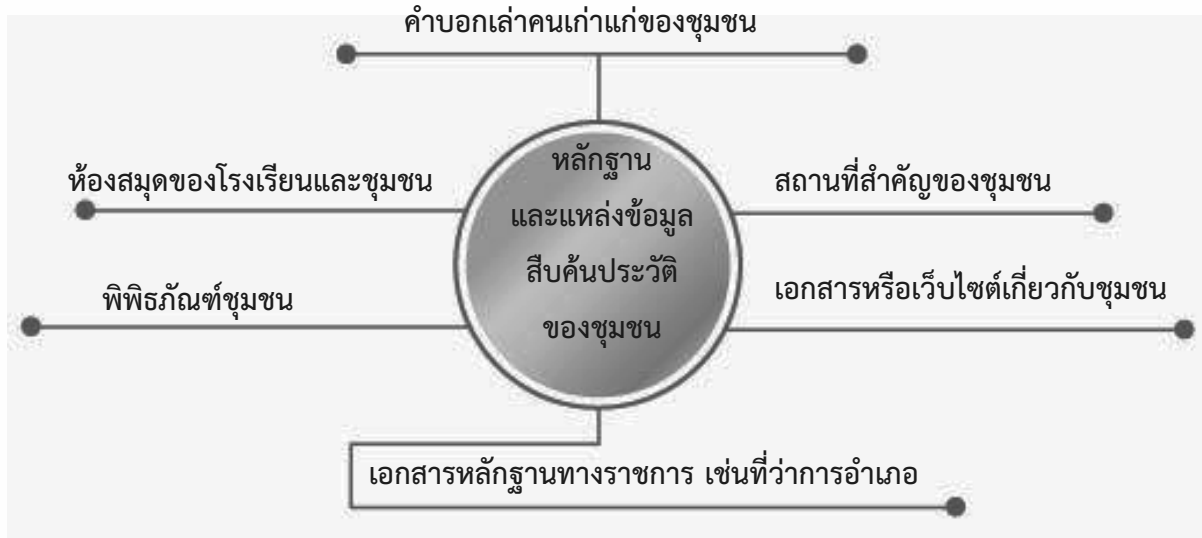 คำบอกเล่าคนเก่าแก่ของชุมชน
ห้องสมุดของโรงเรียนและชุมชน
หลักฐาน
และแหล่งข้อมูล
สืบค้นประวัติ
ของชุมชน
สถานที่สำคัญของชุมชน
พิพิธภัณฑ์ชุมชน
เอกสารหรือเว็บไซต์เกี่ยวกับชุมชน
เอกสารหลักฐานทางราชการ เช่นที่ว่าการอำเภอ